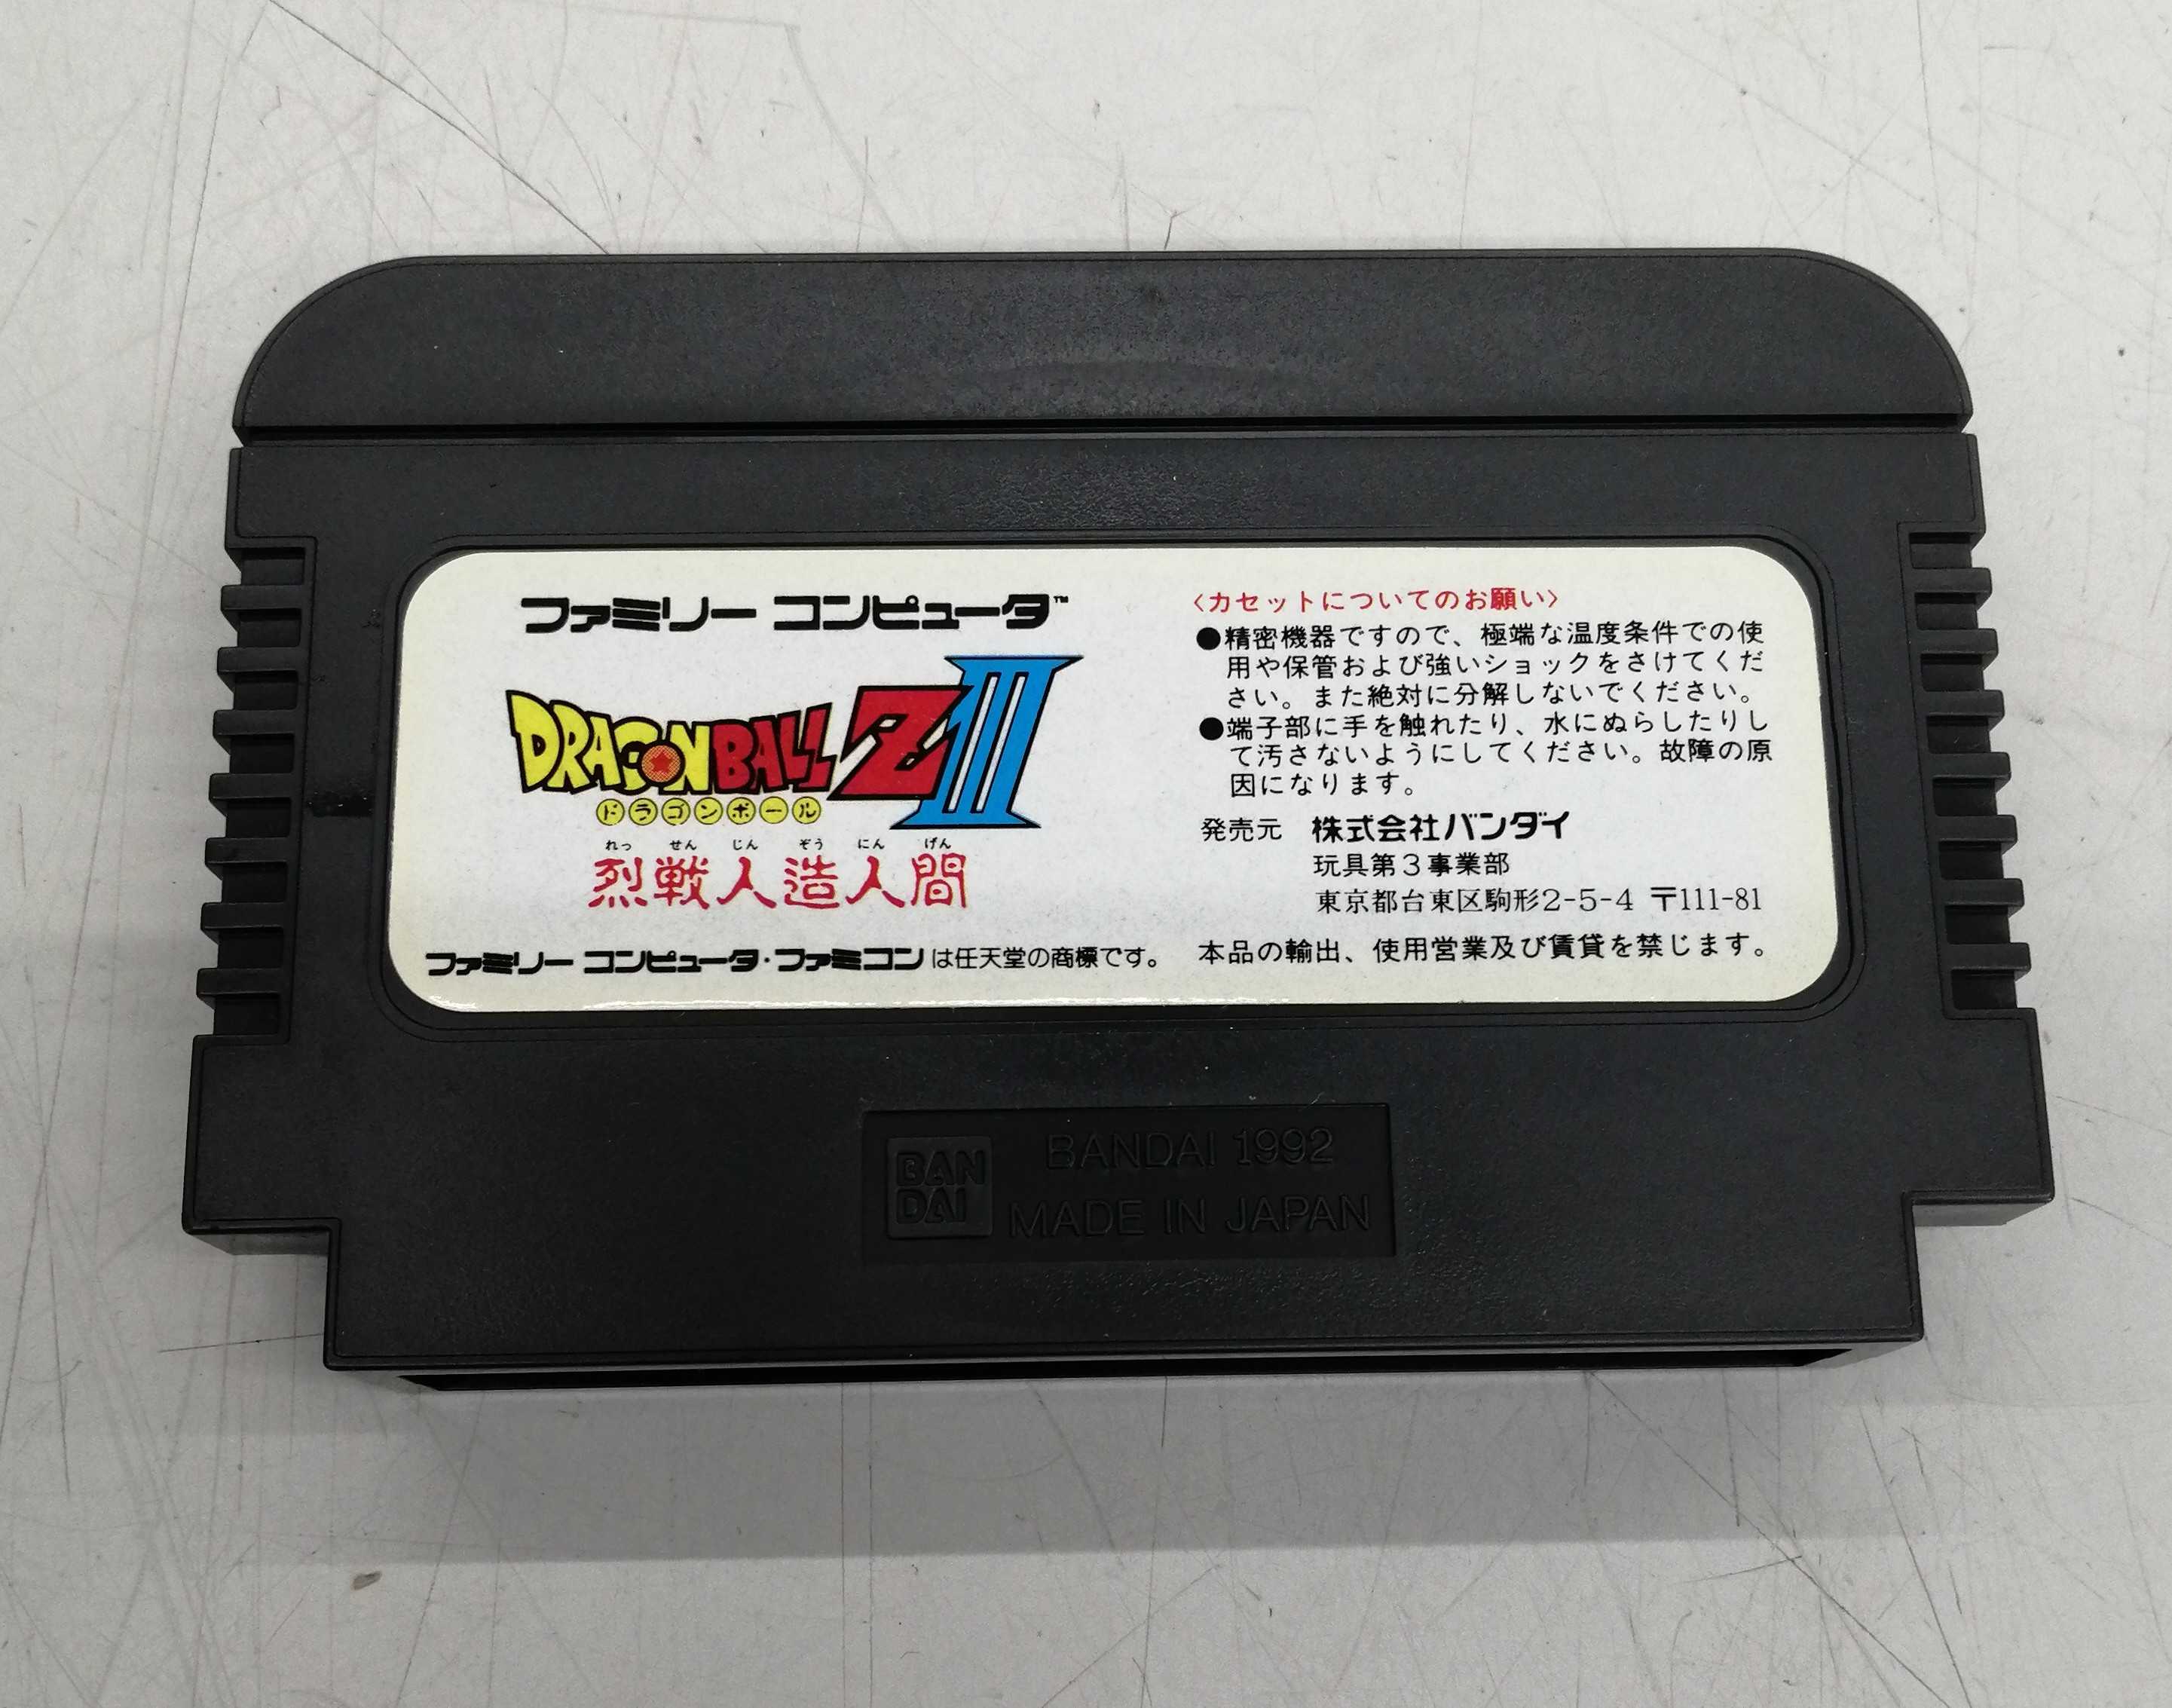 ファミリー コンピュータ™
DRAGON BALL Z III
ドラゴンボール
れっ せん じん ぞう にん げん
烈戦人造人間
ファミリー コンピュータ・ファミコンは任天堂の商標です。
〈カセットについてのお願い〉
●精密機器ですので、極端な温度条件での使
用や保管および強いショックをさけてくだ
さい。また絶対に分解しないでください。
●端子部に手を触れたり、水にぬらしたりし
て汚さないようにしてください。故障の原
因になります。
発売元 株式会社バンダイ
玩具第3事業部
東京都台東区駒形2-5-4 〒111-81
本品の輸出、使用営業及び賃貸を禁じます。
BAN
DAI
BANDAI 1992
MADE IN JAPAN